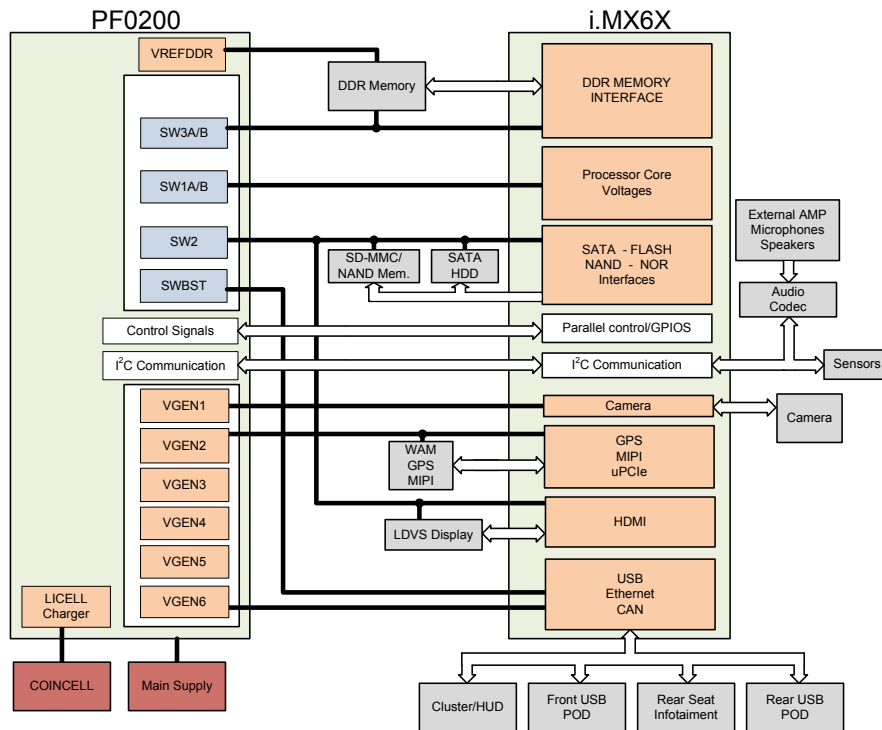 PF0200
i.MX6X
VREFDDR
DDR Memory
DDR MEMORY
INTERFACE
SW3A/B
SW1A/B
Processor Core
Voltages
SW2
SD-MMC/
NAND Mem.
SATA
HDD
SATA - FLASH
NAND - NOR
Interfaces
External AMP
Microphones
Speakers
SWBST
Audio
Codec
Control Signals
Parallel control/GPIOS
I²C Communication
I²C Communication
Sensors
VGEN1
Camera
Camera
VGEN2
WAM
GPS
MIPI
GPS
MIPI
uPCIe
VGEN3
VGEN4
LDVS Display
HDMI
VGEN5
VGEN6
USB
Ethernet
CAN
LICELL
Charger
COINCELL
Main Supply
Cluster/HUD
Front USB
POD
Rear Seat
Infotaiment
Rear USB
POD